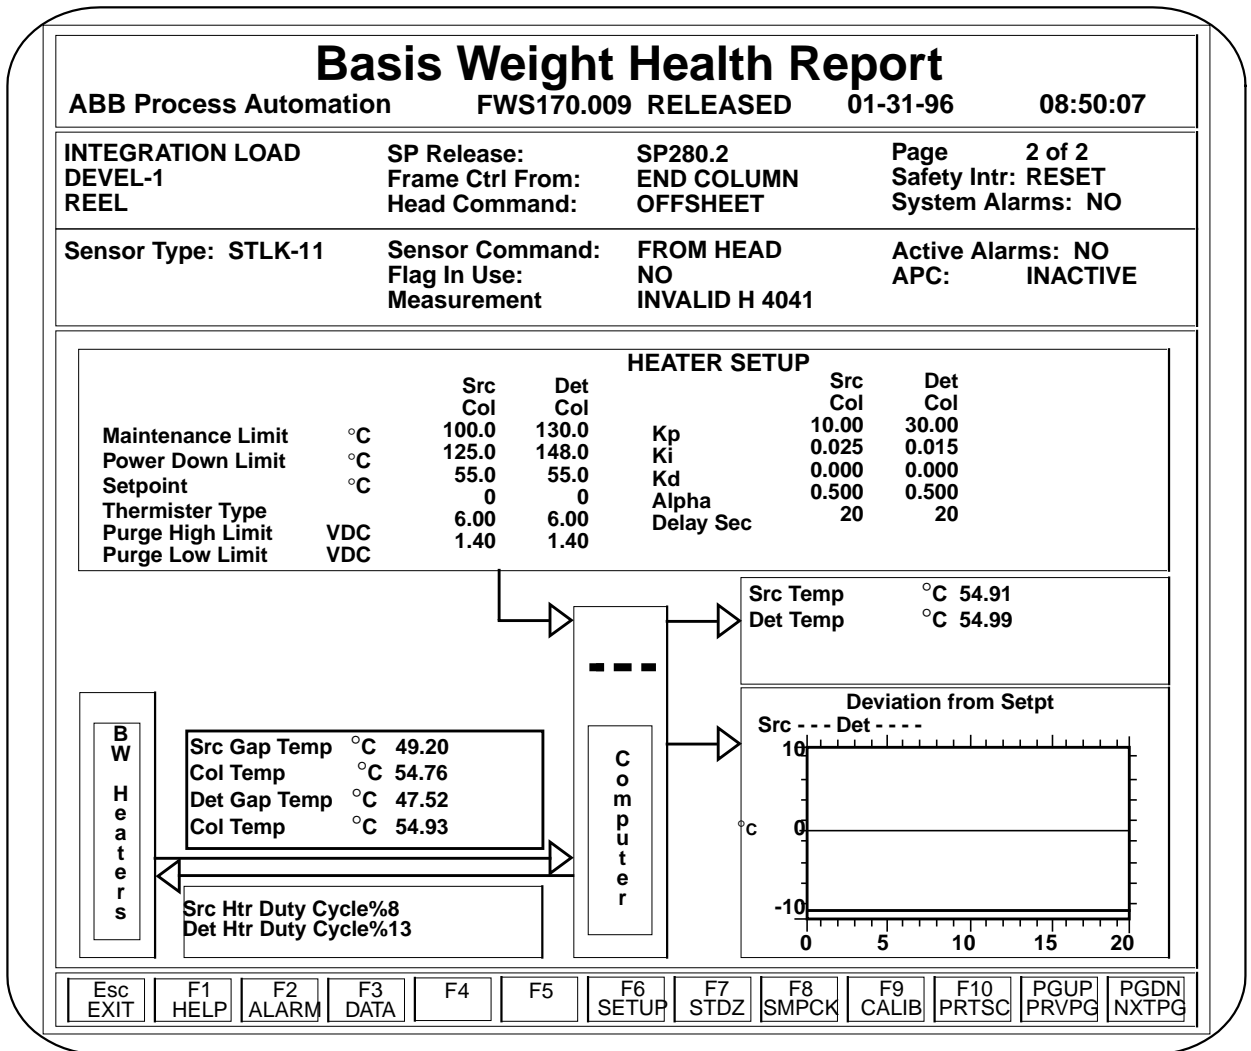 Basis Weight Health Report
ABB Process Automation FWS170.009 RELEASED 01-31-96 08:50:07
INTEGRATION LOAD SP Release: SP280.2 Page 2 of 2
DEVEL-1 Frame Ctrl From: END COLUMN Safety Intr: RESET
REEL Head Command: OFFSHEET System Alarms: NO
Sensor Type: STLK-11 Sensor Command: FROM HEAD Active Alarms: NO
Flag In Use: NO APC: INACTIVE
Measurement INVALID H 4041
HEATER SETUP
Src Det Src Det
Col Col Col Col
Maintenance Limit °C 100.0 130.0 Kp 10.00 30.00
Power Down Limit °C 125.0 148.0 Ki 0.025 0.015
Setpoint °C 55.0 55.0 Kd 0.000 0.000
Thermister Type 0 0 Alpha 0.500 0.500
Purge High Limit VDC 6.00 6.00 Delay Sec 20 20
Purge Low Limit VDC 1.40 1.40
Src Temp °C 54.91
Det Temp °C 54.99
---
Deviation from Setpt
Src - - - Det - - - -
10
°C 0
-10
0 5 10 15 20
BW Heaters
Src Gap Temp °C 49.20
Col Temp °C 54.76
Det Gap Temp °C 47.52
Col Temp °C 54.93
Computer
Src Htr Duty Cycle%8
Det Htr Duty Cycle%13
Esc F1 F2 F3 F4 F5 F6 F7 F8 F9 F10 PGUP PGDN
EXIT HELP ALARM DATA SETUP STDZ SMPCK CALIB PRTSC PRVPG NXTPG